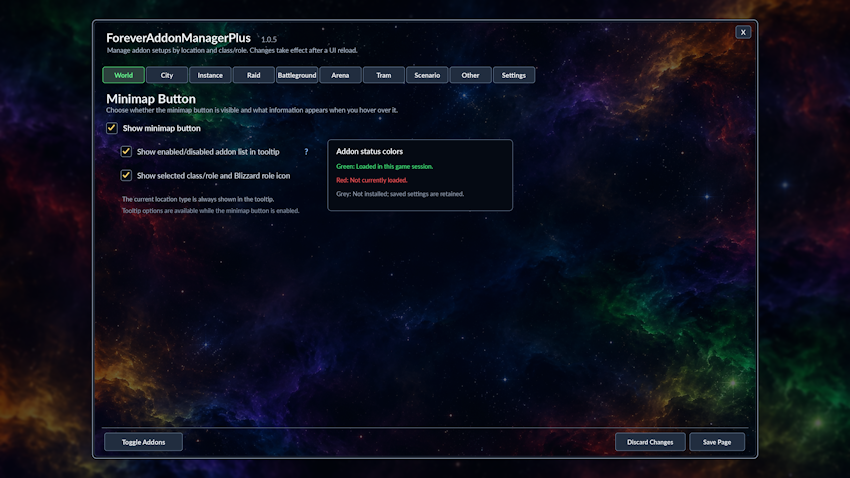 ForeverAddonManagerPlus 1.0.5
X
Manage addon setups by location and class/role. Changes take effect after a UI reload.
World City Instance Raid Battleground Arena Tram Scenario Other Settings
Minimap Button
Choose whether the minimap button is visible and what information appears when you hover over it.
Show minimap button
Show enabled/disabled addon list in tooltip ?
Show selected class/role and Blizzard role icon
The current location type is always shown in the tooltip.
Tooltip options are available while the minimap button is enabled.
Addon status colors
Green: Loaded in this game session.
Red: Not currently loaded.
Grey: Not installed; saved settings are retained.
Toggle Addons Discard Changes Save Page